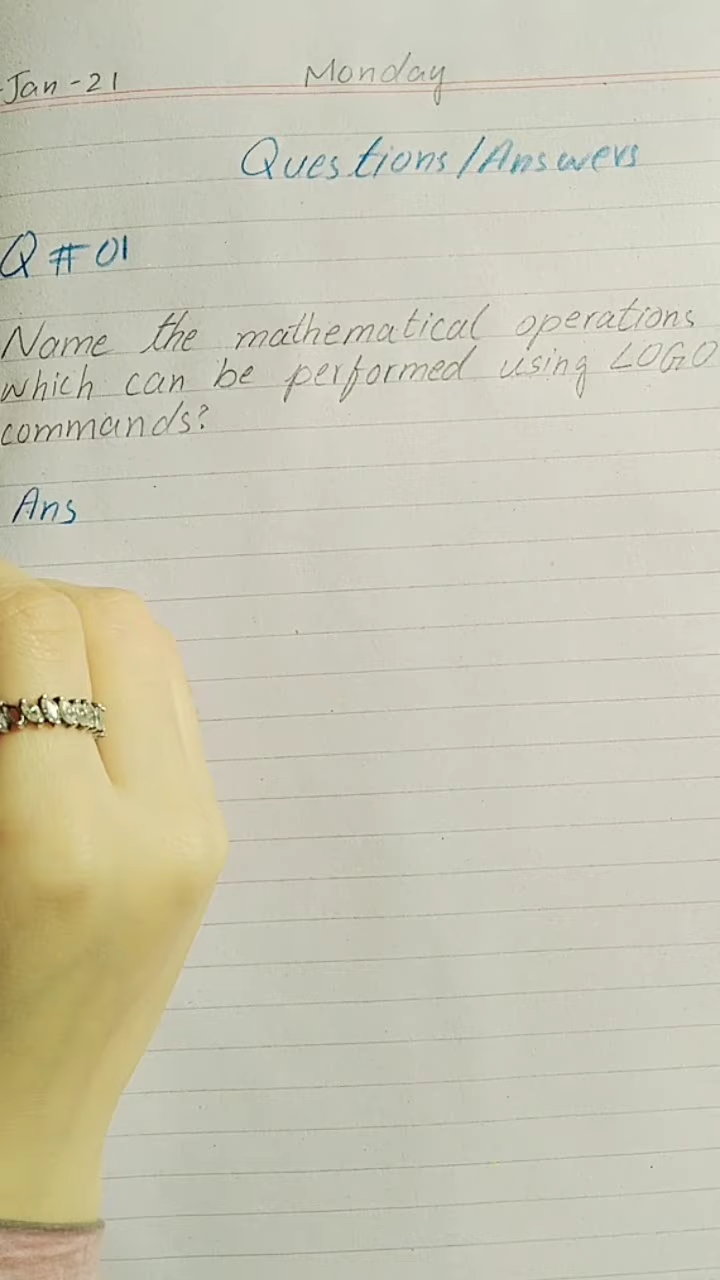 -Jan-21 Monday
Questions/Answers
Q # 01
Name the mathematical operations
which can be performed using LOGO
commands?
Ans